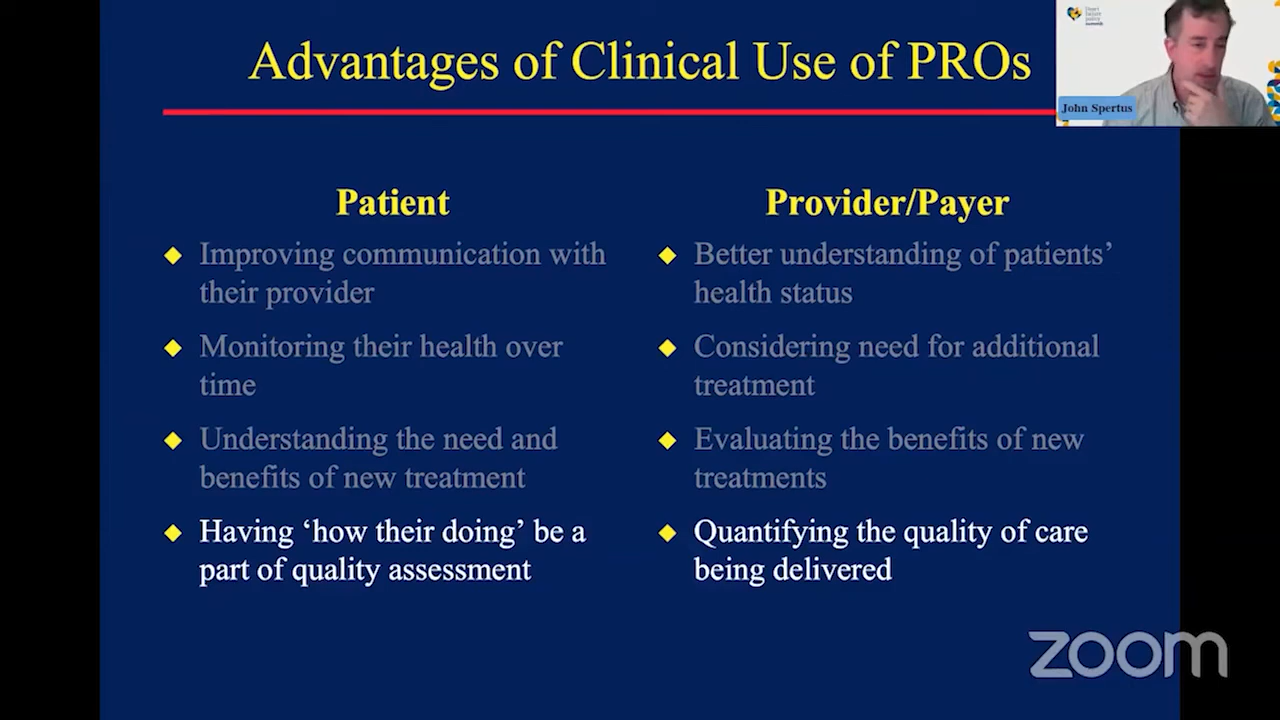 Advantages of Clinical Use of PROs
John Spertus
Patient
Improving communication with
their provider
Monitoring their health over
time
Understanding the need and
benefits of new treatment
Having ‘how their doing’ be a
part of quality assessment
Provider/Payer
Better understanding of patients’
health status
Considering need for additional
treatment
Evaluating the benefits of new
treatments
Quantifying the quality of care
being delivered
zoom